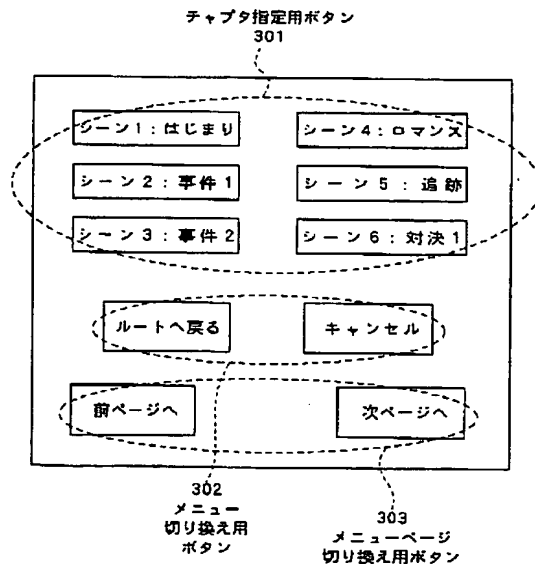 チャプタ指定用ボタン
301
シーン1:はじまり
シーン4:ロマンス
シーン2:事件1
シーン5:追跡
シーン3:事件2
シーン6:対決1
ルートへ戻る
キャンセル
前ページへ
次ページへ
302
メニュー
切り換え用
ボタン
303
メニューページ
切り換え用ボタン